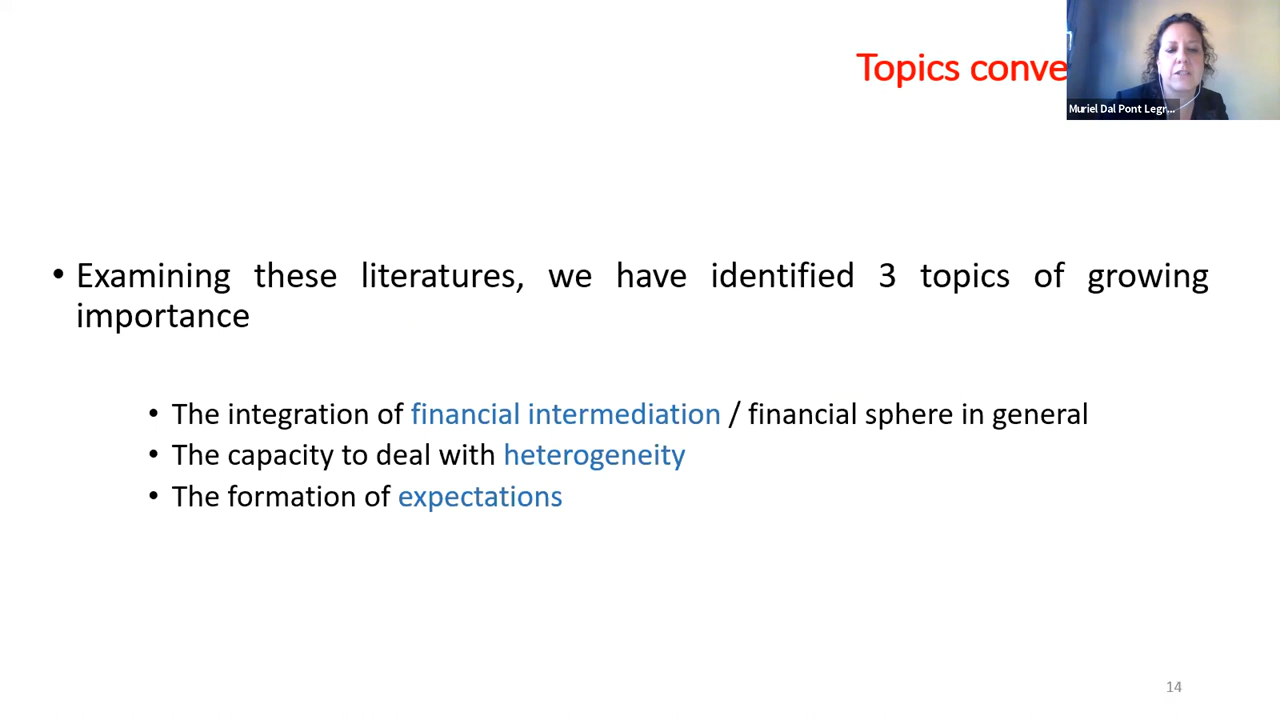 Topics conve
Muriel Dal Pont Legr...
• Examining these literatures, we have identified 3 topics of growing
importance
• The integration of financial intermediation / financial sphere in general
• The capacity to deal with heterogeneity
• The formation of expectations
14